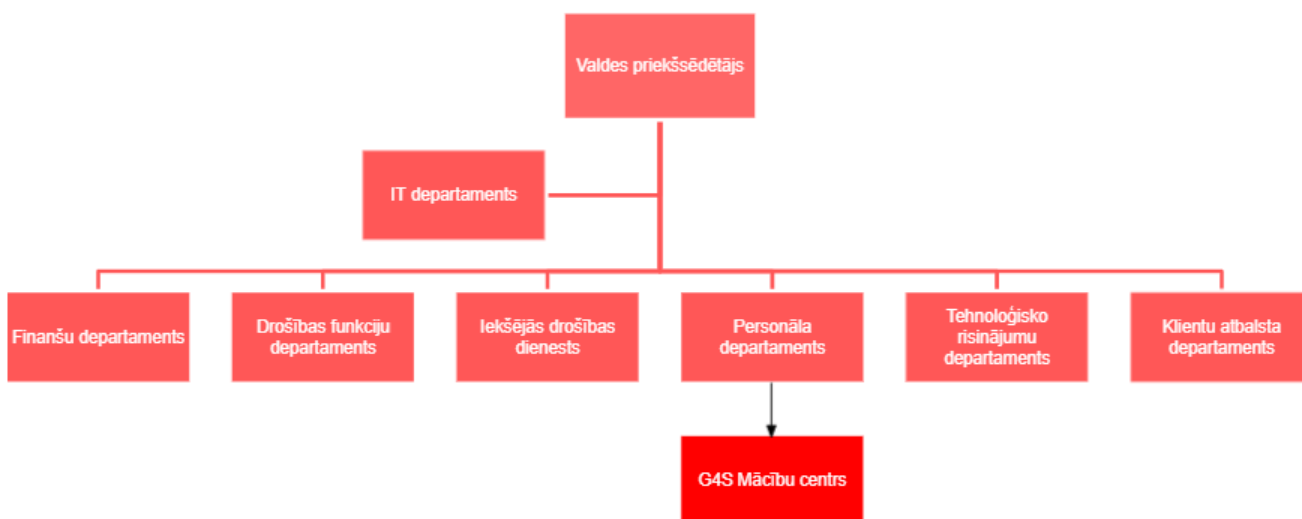 Valdes priekšsēdētājs
IT departaments
Finanšu departaments
Drošības funkciju
departaments
Iekšējās drošības
dienests
Personāla
departaments
Tehnoloģisko
risinājumu
departaments
Klientu atbalsta
departaments
G4S Mācību centrs